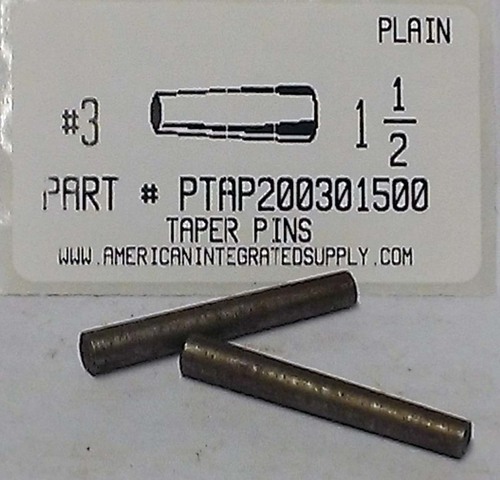 PLAIN
#3 1 1/2
PART # PTAP200301500
TAPER PINS
WWW.AMERICANINTEGRATEDSUPPLY.COM